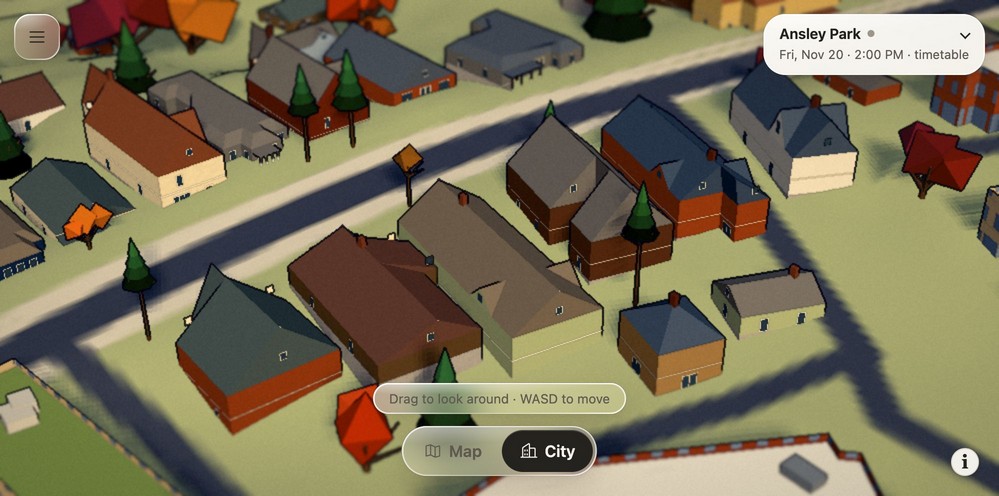 Ansley Park
Fri, Nov 20 · 2:00 PM · timetable
Drag to look around · WASD to move
Map
City
i